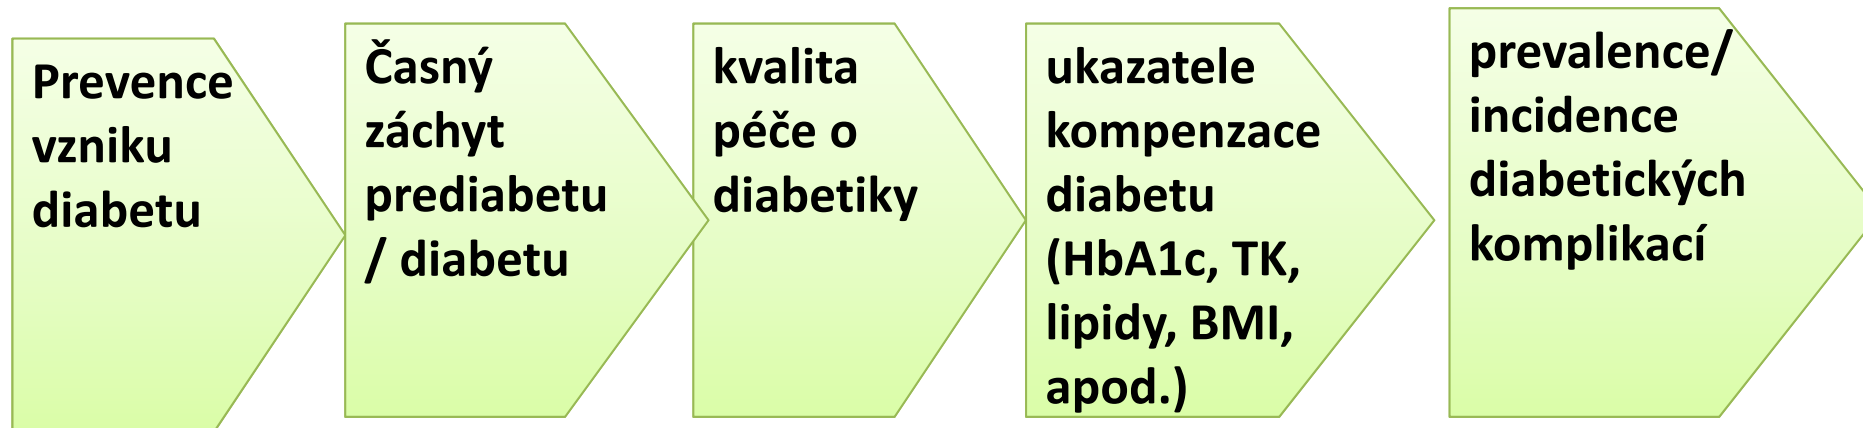 Prevence
vzniku
diabetu
Časný
záchyt
prediabetu
/ diabetu
kvalita
péče o
diabetiky
ukazatele
kompenzace
diabetu
(HbA1c, TK,
lipidy, BMI,
apod.)
prevalence/
incidence
diabetických
komplikací